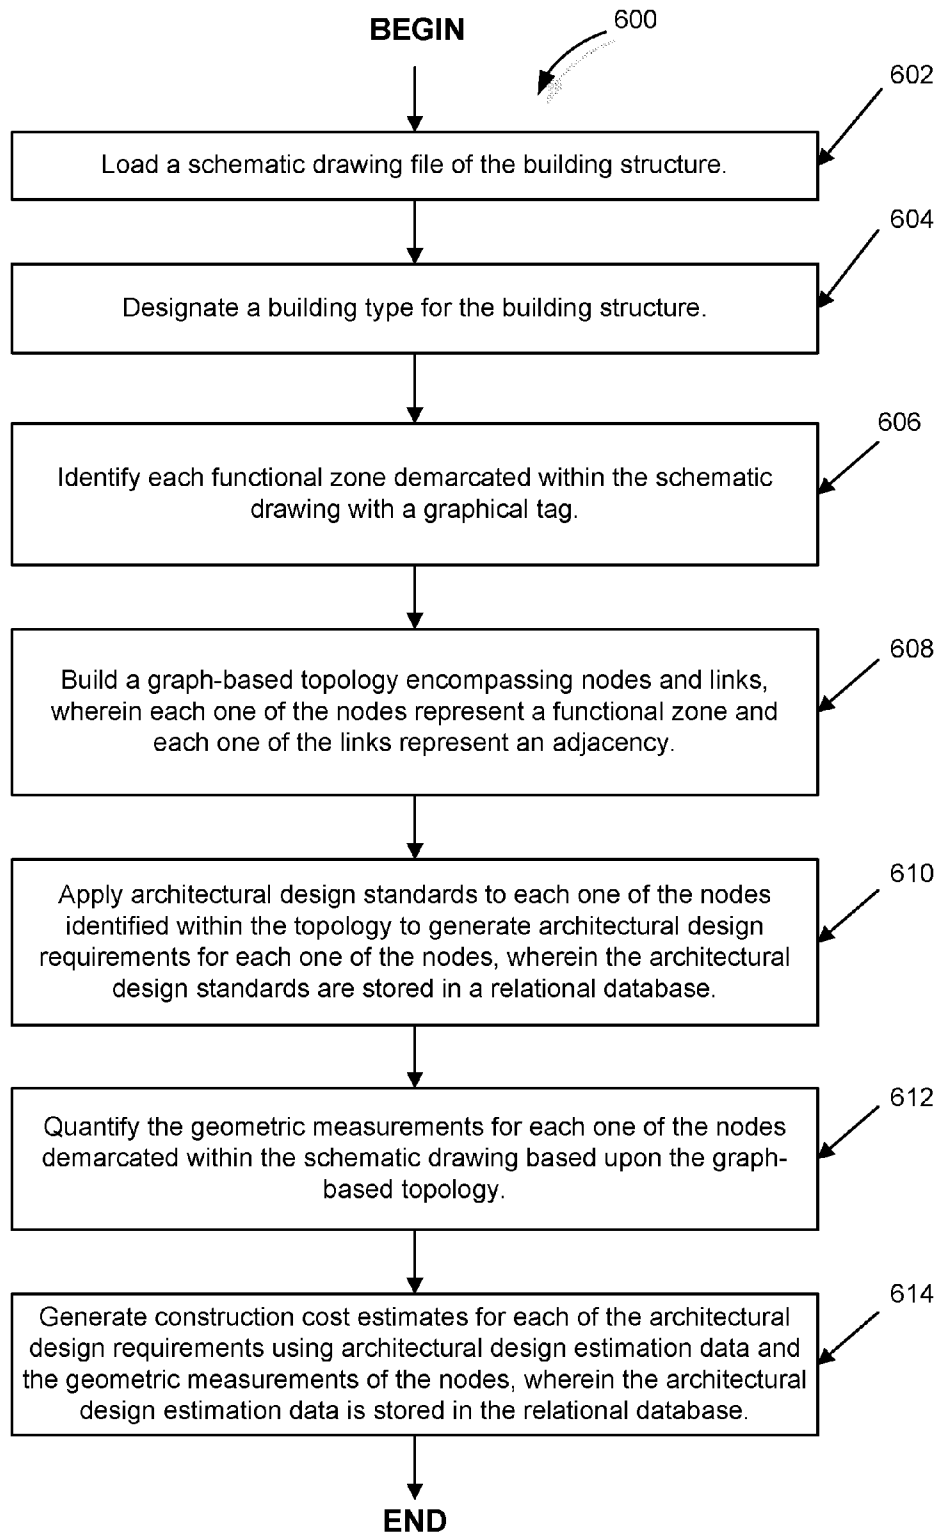 BEGIN
600
602
Load a schematic drawing file of the building structure.
604
Designate a building type for the building structure.
606
Identify each functional zone demarcated within the schematic
drawing with a graphical tag.
608
Build a graph-based topology encompassing nodes and links,
wherein each one of the nodes represent a functional zone and
each one of the links represent an adjacency.
610
Apply architectural design standards to each one of the nodes
identified within the topology to generate architectural design
requirements for each one of the nodes, wherein the architectural
design standards are stored in a relational database.
612
Quantify the geometric measurements for each one of the nodes
demarcated within the schematic drawing based upon the graph-
based topology.
614
Generate construction cost estimates for each of the architectural
design requirements using architectural design estimation data and
the geometric measurements of the nodes, wherein the architectural
design estimation data is stored in the relational database.
END